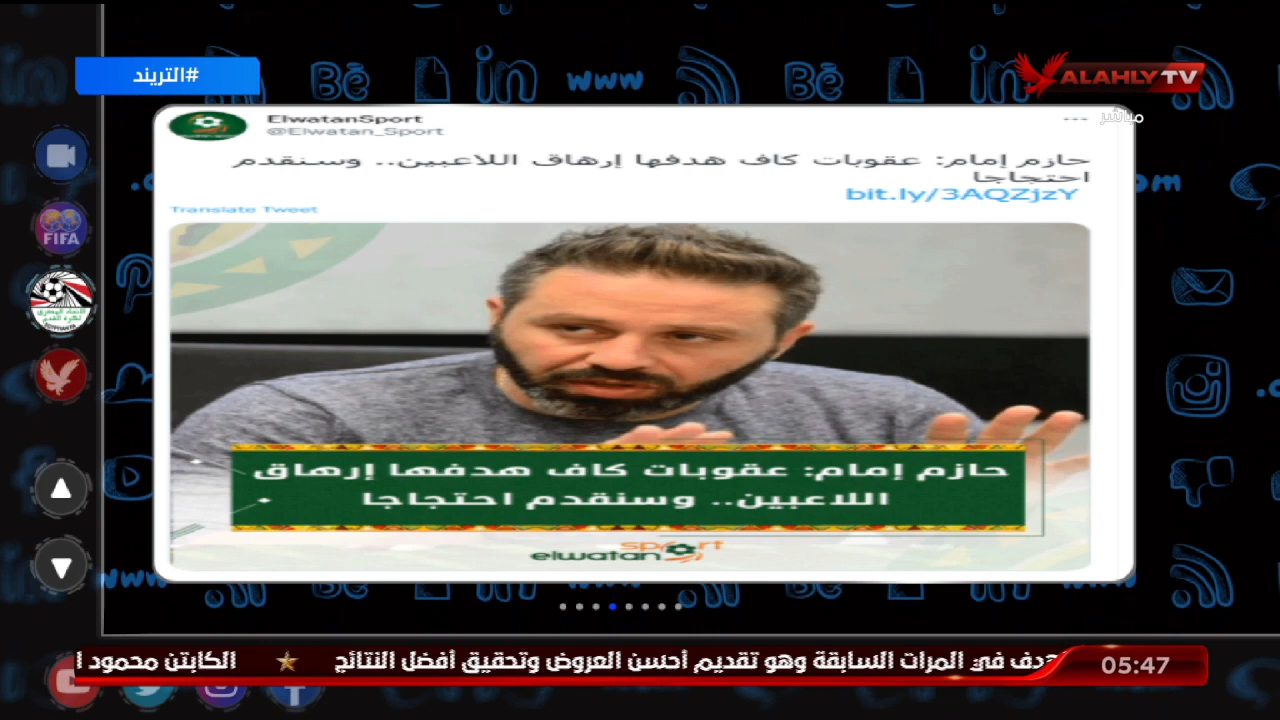 #التريند
ALAHLY TV
مباشر
ElwatanSport
@Elwatan_Sport
حازم إمام: عقوبات كاف هدفها إرهاق اللاعبين.. وسنقدم
احتجاجا
bit.ly/3AQZjzY
Translate Tweet
FIFA
حازم إمام: عقوبات كاف هدفها إرهاق
اللاعبين.. وسنقدم احتجاجا
sport
elwatan
في المرات السابقة وهو تقديم أحسن العروض وتحقيق أفضل النتائج
الكابتن محمود
05:47